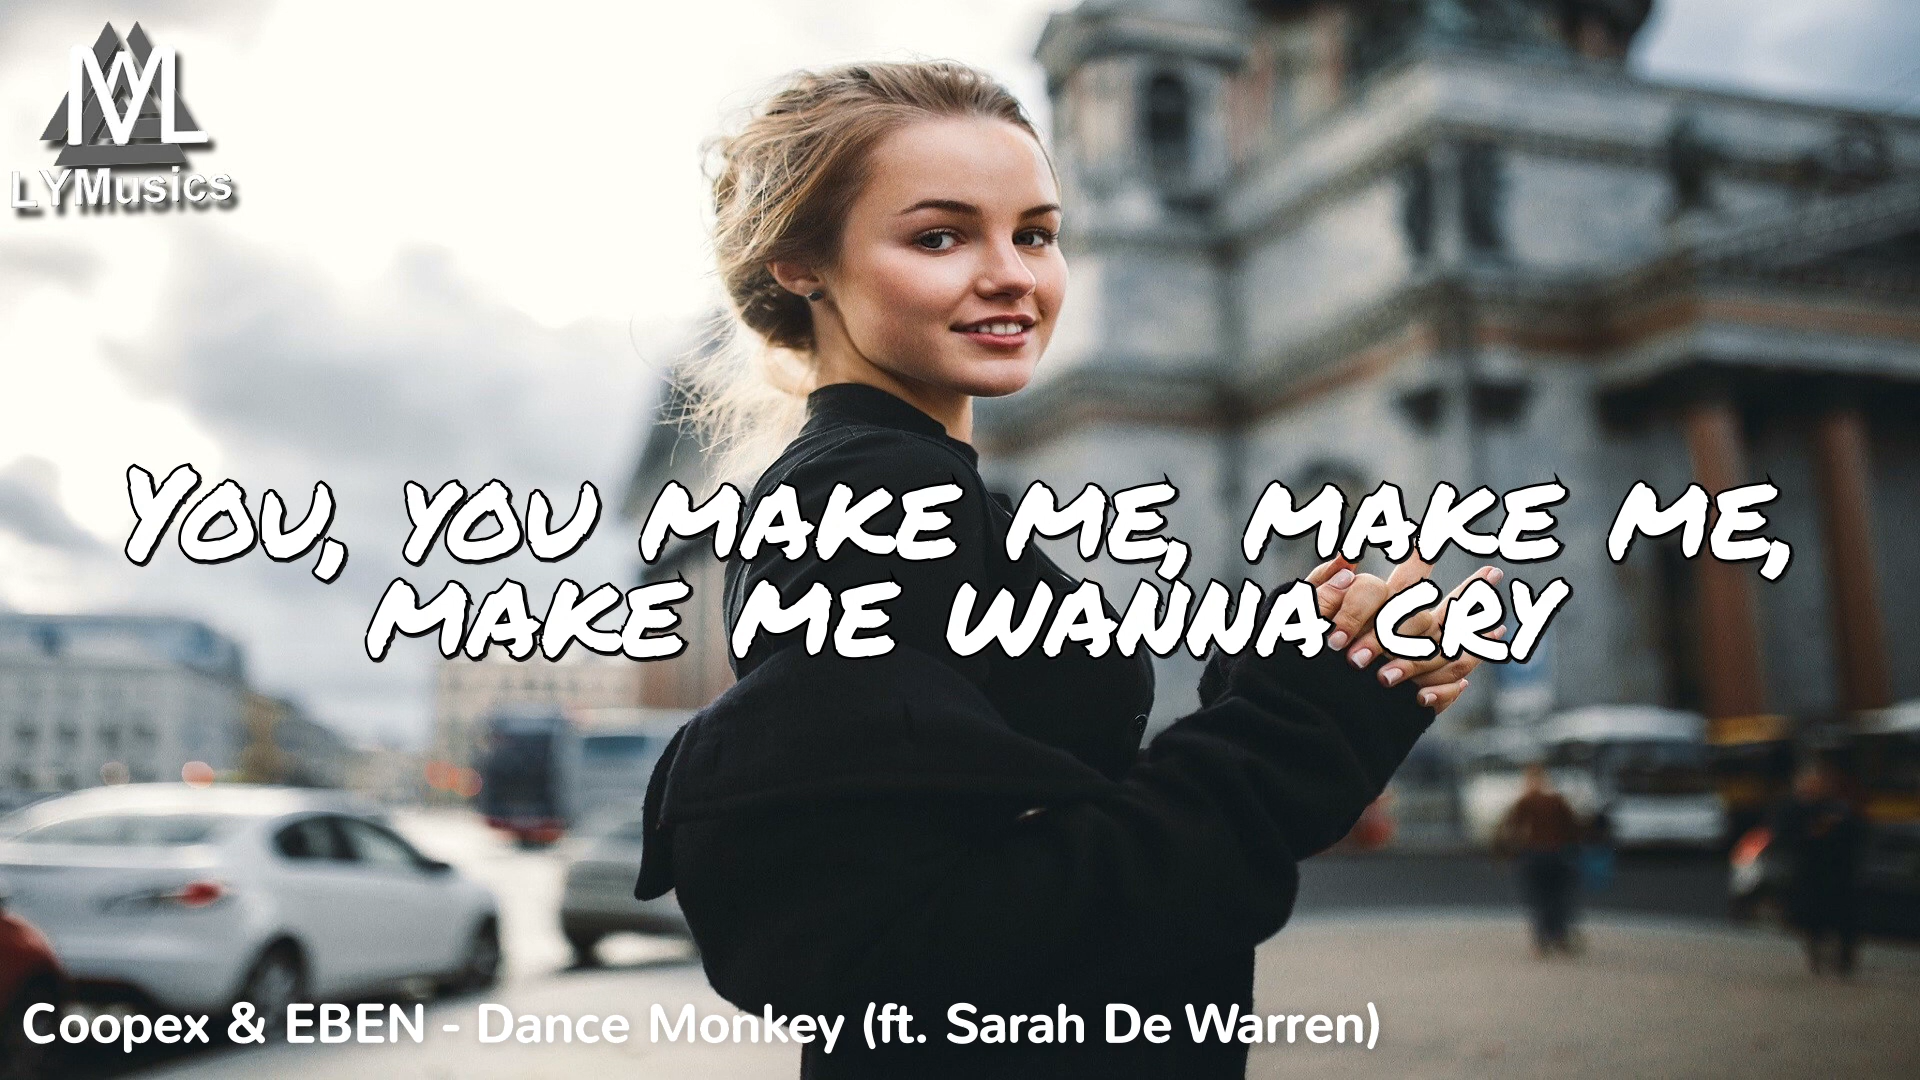 LYM
LYMusics
You, you make me, make me,
make me wanna cry
Coopex & EBEN - Dance Monkey (ft. Sarah De Warren)